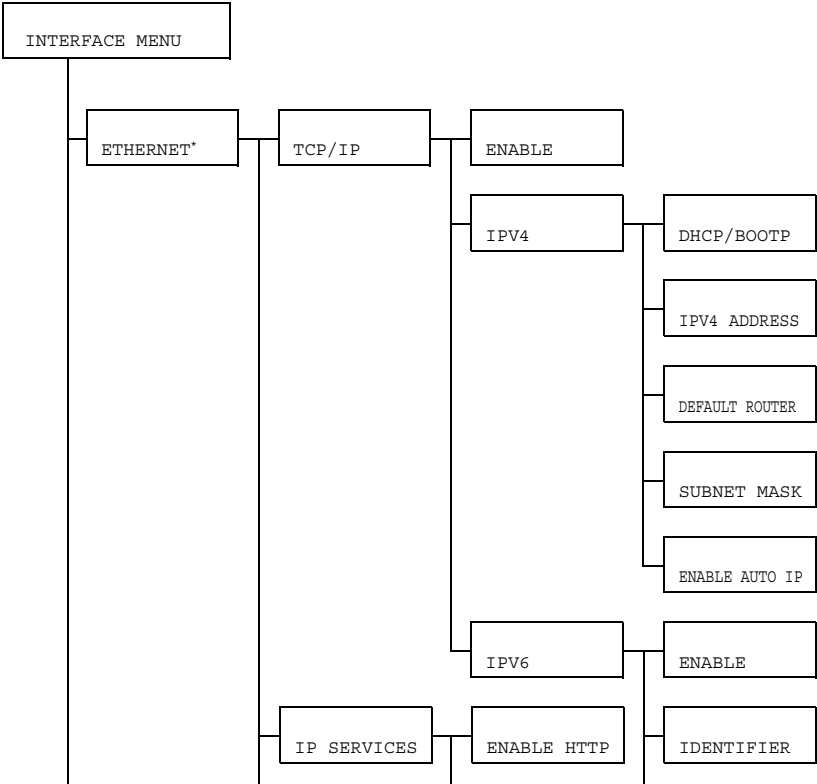 INTERFACE MENU
ETHERNET*
TCP/IP
ENABLE
IPV4
DHCP/BOOTP
IPV4 ADDRESS
DEFAULT ROUTER
SUBNET MASK
ENABLE AUTO IP
IPV6
ENABLE
IP SERVICES
ENABLE HTTP
IDENTIFIER